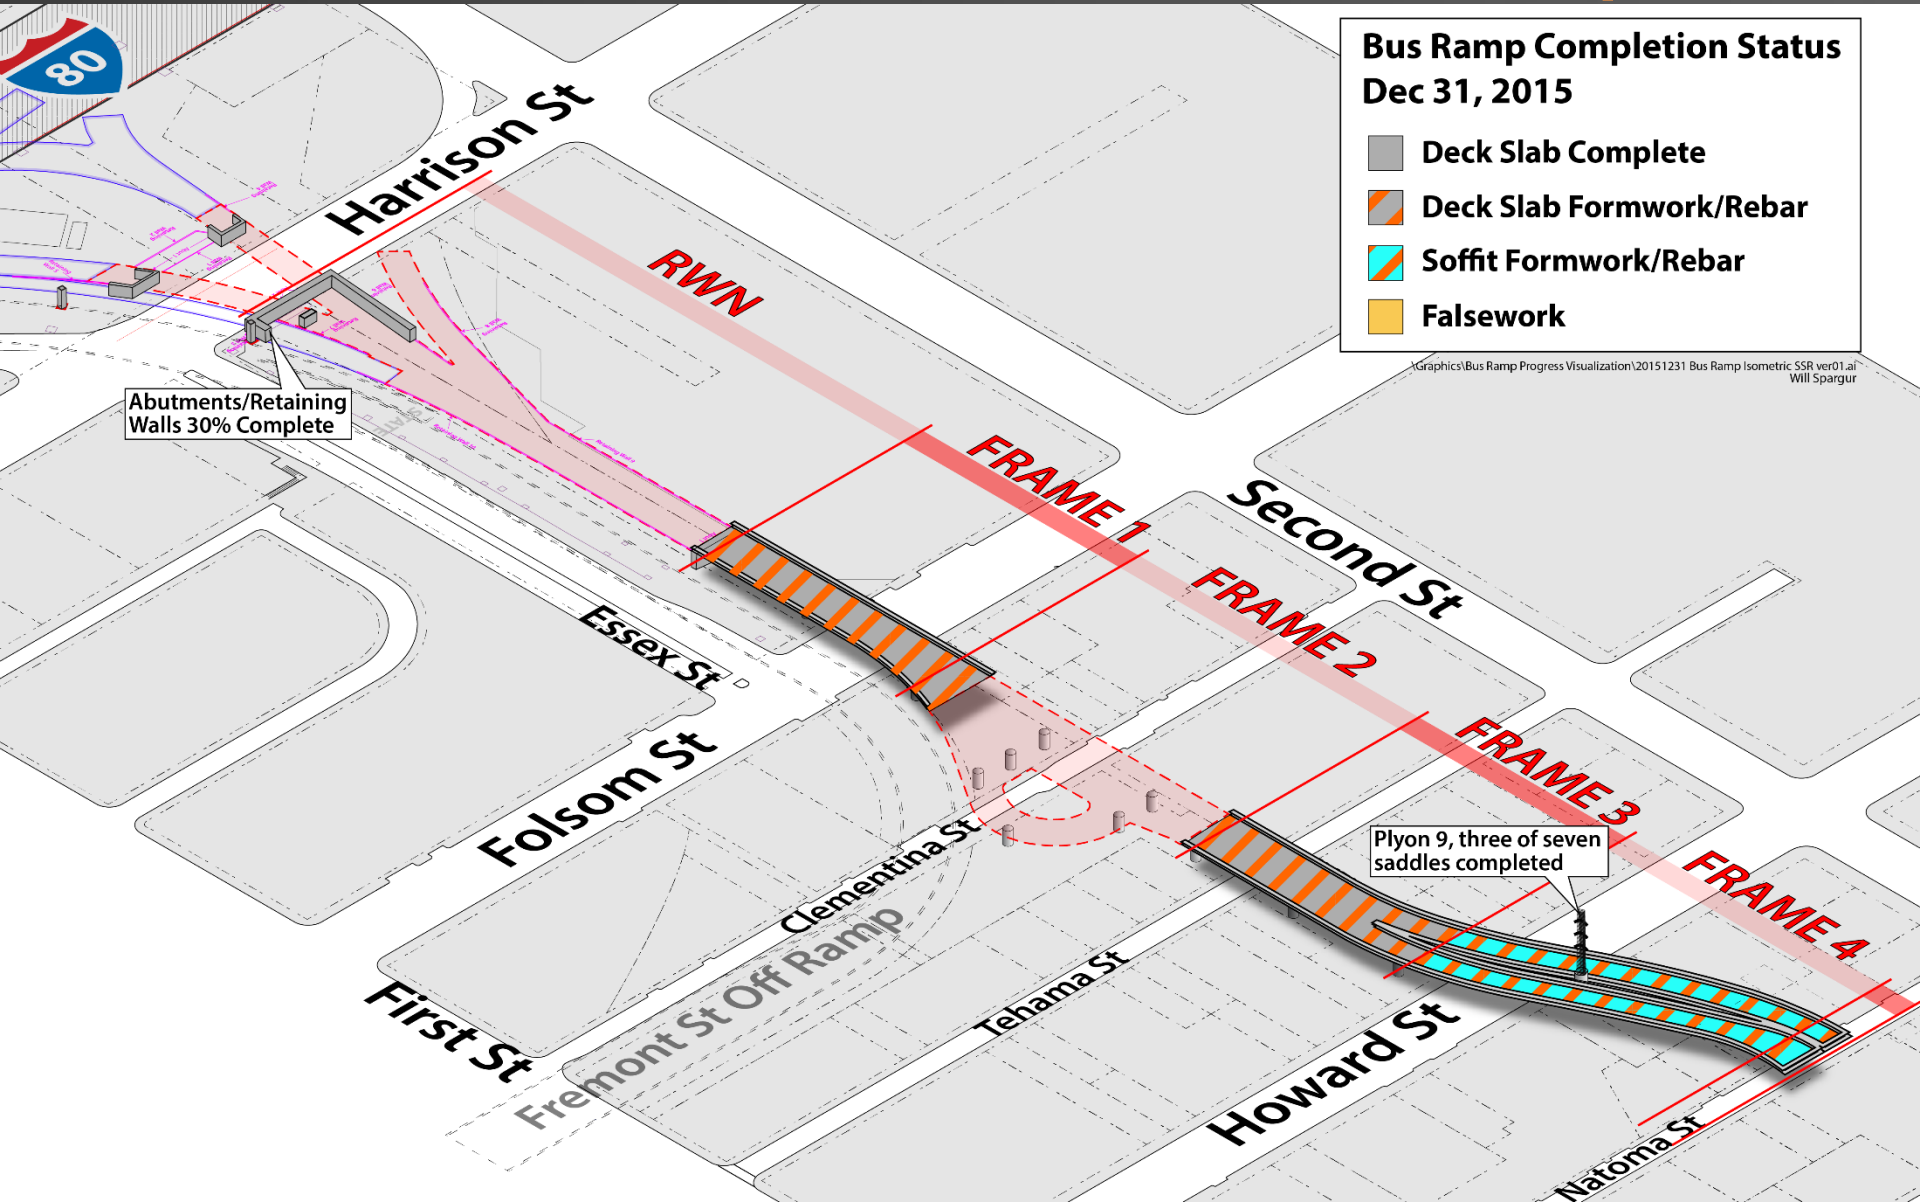 80
Bus Ramp Completion Status
Dec 31, 2015
Deck Slab Complete
Deck Slab Formwork/Rebar
Soffit Formwork/Rebar
Falsework
\Graphics\Bus Ramp Progress Visualization\20151231 Bus Ramp Isometric SSR ver01.ai
Will Spargur
Harrison St
RWN
Abutments/Retaining
Walls 30% Complete
STATE
FRAME 1
Second St
FRAME 2
Essex St
FRAME 3
Folsom St
Plyon 9, three of seven
saddles completed
FRAME 4
Clementina St
Fremont St Off Ramp
Tehama St
First St
Howard St
Natoma St